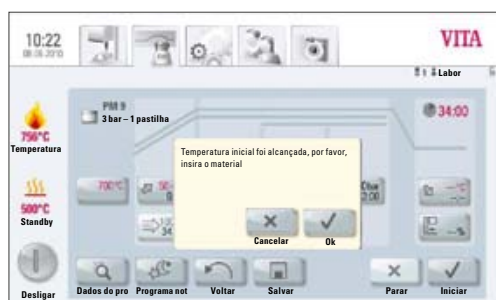 10:22
VITA
Labor
PM 9
3 bar – 1 pastilha
34:00
756°C
Temperatura
Temperatura inicial foi alcançada, por favor,
insira o material
700°C
500°C
Standby
Cancelar
Ok
Desligar
Dados do pro
Programa not
Voltar
Salvar
Parar
Iniciar